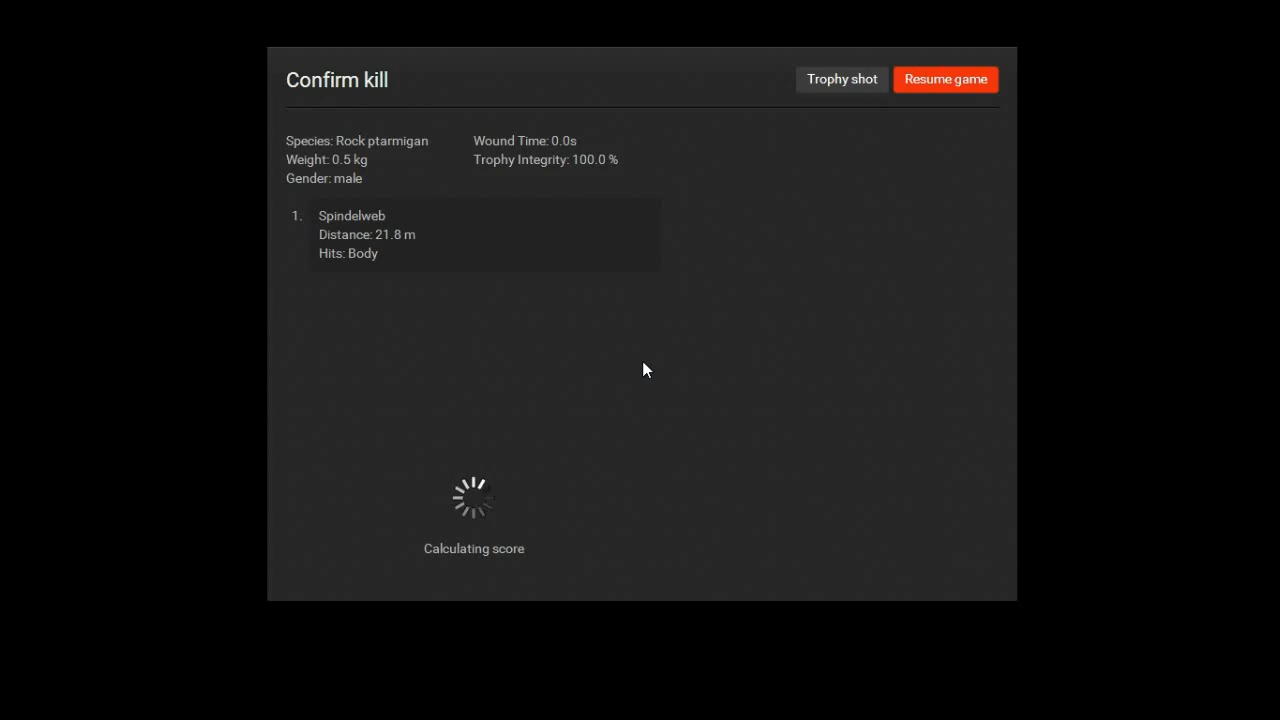 Confirm kill
Trophy shot
Resume game
Species: Rock ptarmigan
Weight: 0.5 kg
Gender: male
Wound Time: 0.0s
Trophy Integrity: 100.0 %
1.
Spindelweb
Distance: 21.8 m
Hits: Body
Calculating score